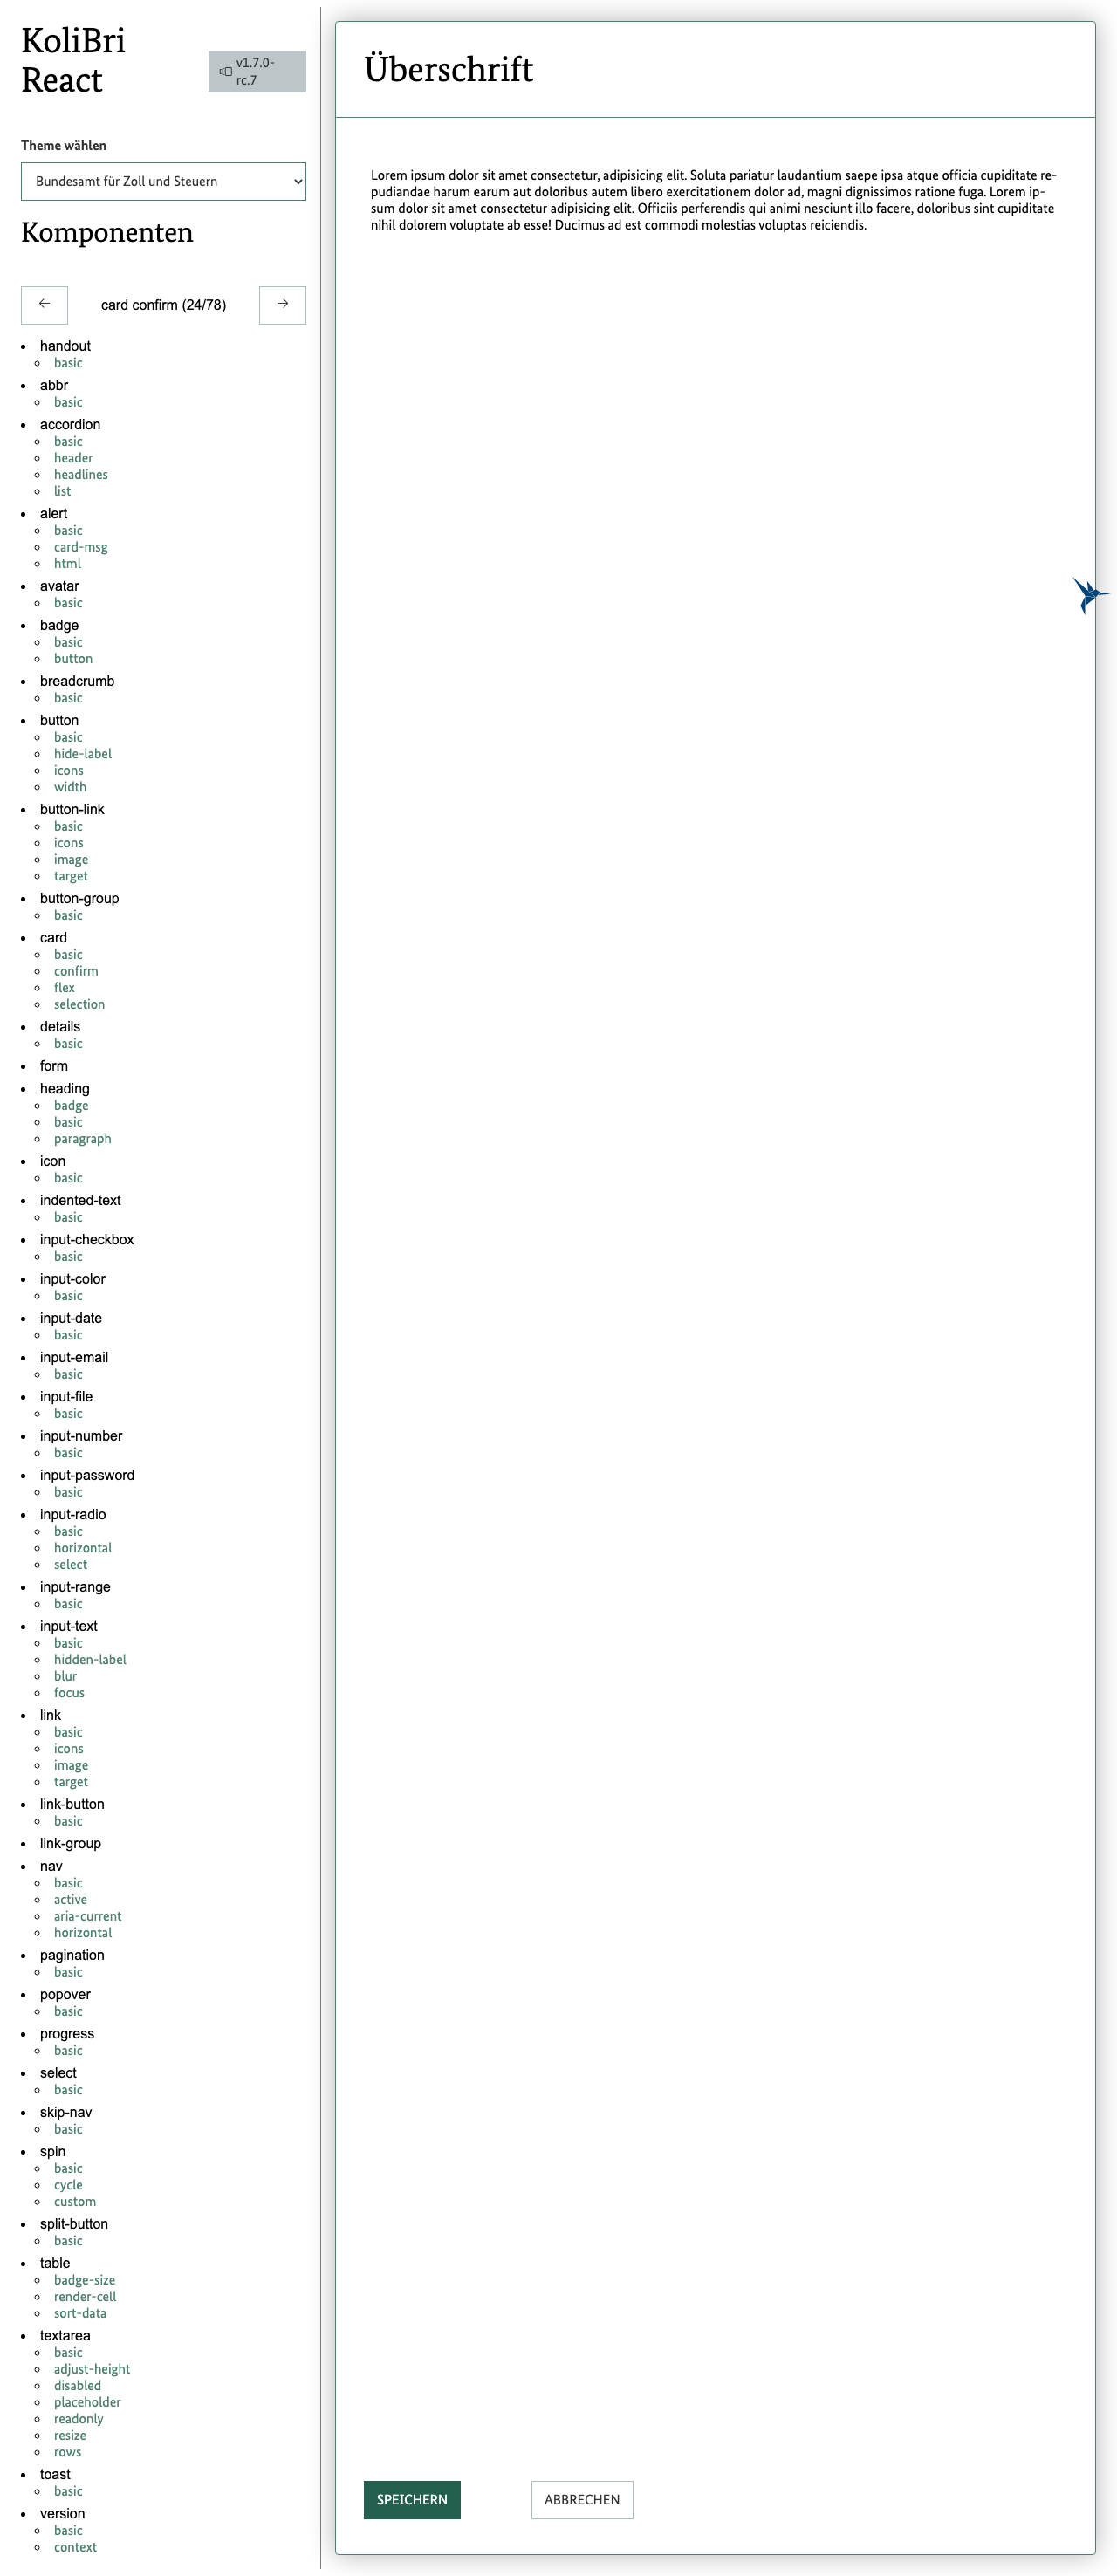 KoliBri
React
v1.7.0-
rc.7
Theme wählen
Bundesamt für Zoll und Steuern
Komponenten
card confirm (24/78)
handout
basic
abbr
basic
accordion
basic
header
headlines
list
alert
basic
card-msg
html
avatar
basic
badge
basic
button
breadcrumb
basic
button
basic
hide-label
icons
width
button-link
basic
icons
image
target
button-group
basic
card
basic
confirm
flex
selection
details
basic
form
heading
badge
basic
paragraph
icon
basic
indented-text
basic
input-checkbox
basic
input-color
basic
input-date
basic
input-email
basic
input-file
basic
input-number
basic
input-password
basic
input-radio
basic
horizontal
select
input-range
basic
input-text
basic
hidden-label
blur
focus
link
basic
icons
image
target
link-button
basic
link-group
nav
basic
active
aria-current
horizontal
pagination
basic
popover
basic
progress
basic
select
basic
skip-nav
basic
spin
basic
cycle
custom
split-button
basic
table
badge-size
render-cell
sort-data
textarea
basic
adjust-height
disabled
placeholder
readonly
resize
rows
toast
basic
version
basic
context
Überschrift
Lorem ipsum dolor sit amet consectetur, adipisicing elit. Soluta pariatur laudantium saepe ipsa atque officia cupiditate re-
pudiandae harum earum aut doloribus autem libero exercitationem dolor ad, magni dignissimos ratione fuga. Lorem ip-
sum dolor sit amet consectetur adipisicing elit. Officiis perferendis qui animi nesciunt illo facere, doloribus sint cupiditate
nihil dolorem voluptate ab esse! Ducimus ad est commodi molestias voluptas reiciendis.
SPEICHERN
ABBRECHEN